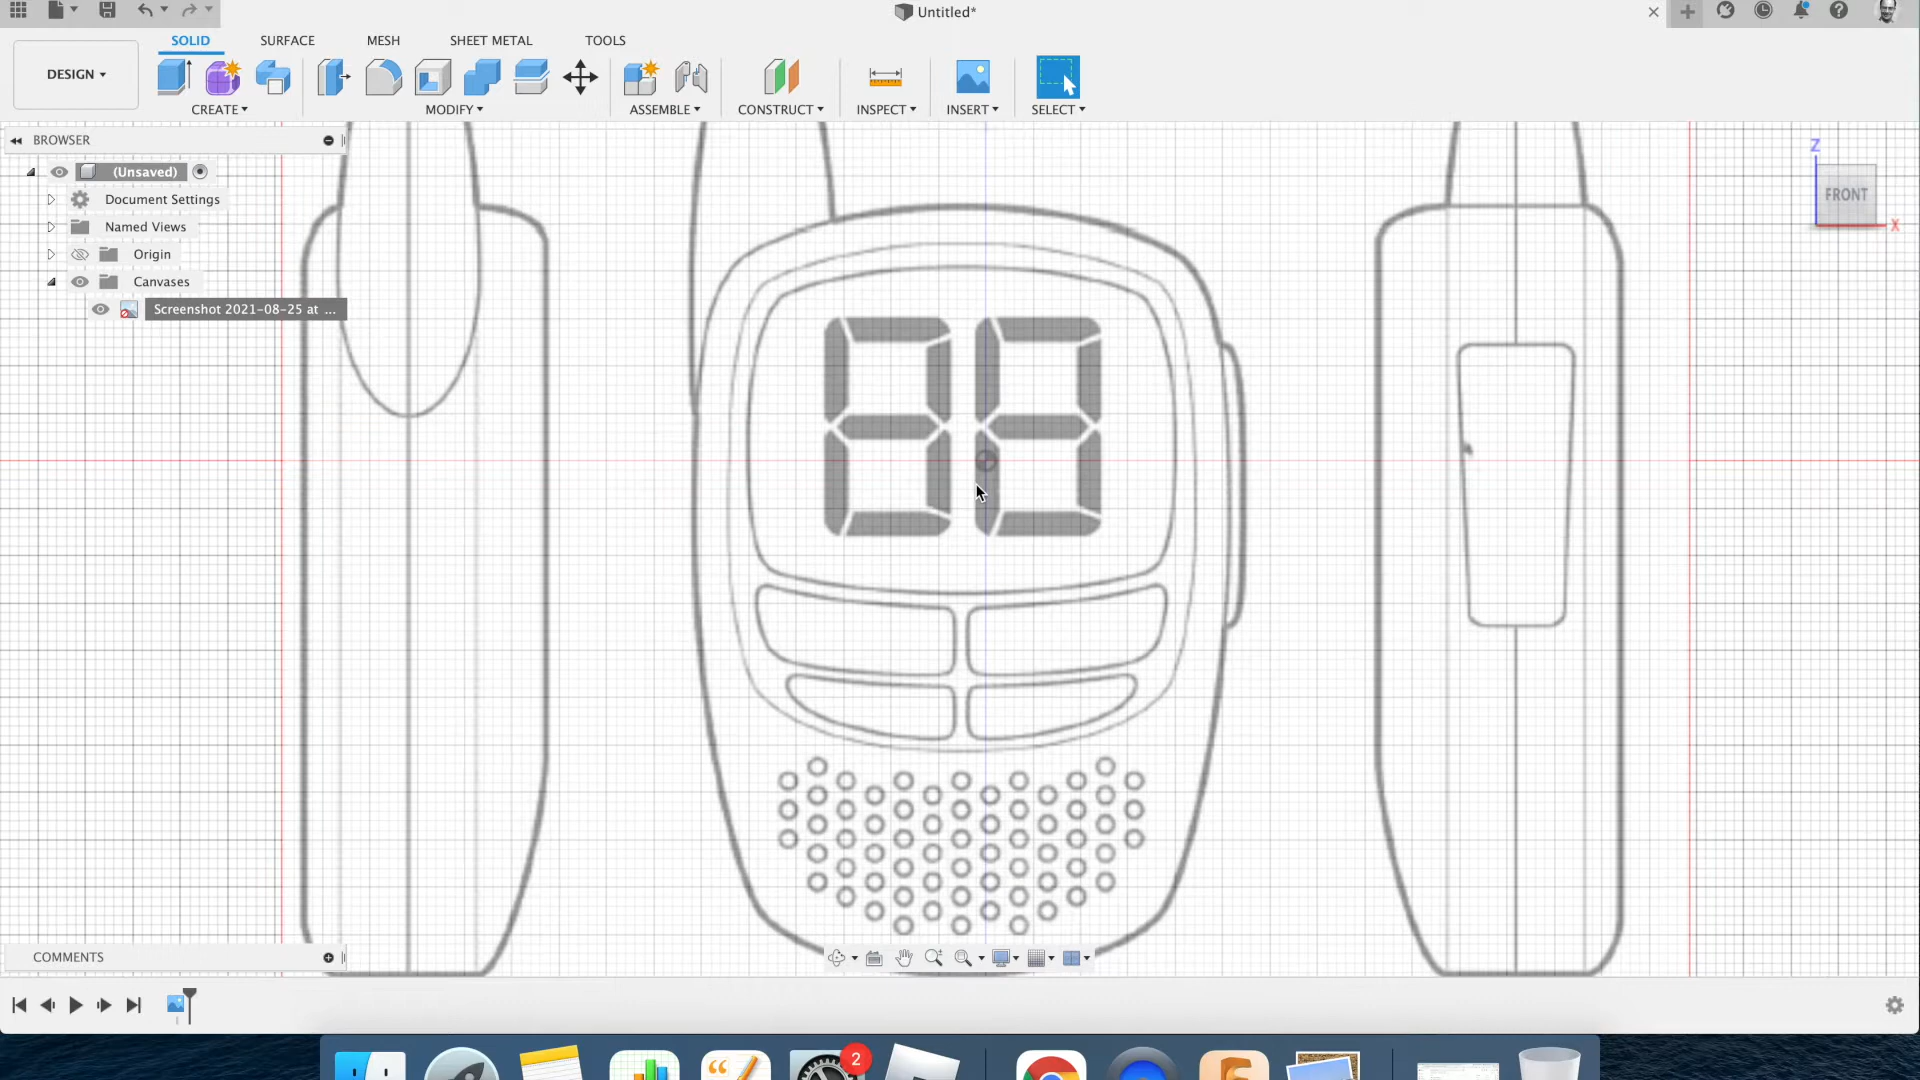 Untitled*
SOLID SURFACE MESH SHEET METAL TOOLS
DESIGN
CREATE MODIFY ASSEMBLE CONSTRUCT INSPECT INSERT SELECT
BROWSER
(Unsaved)
Document Settings
Named Views
Origin
Canvases
Screenshot 2021-08-25 at ...
Z
FRONT
X
88
COMMENTS
2